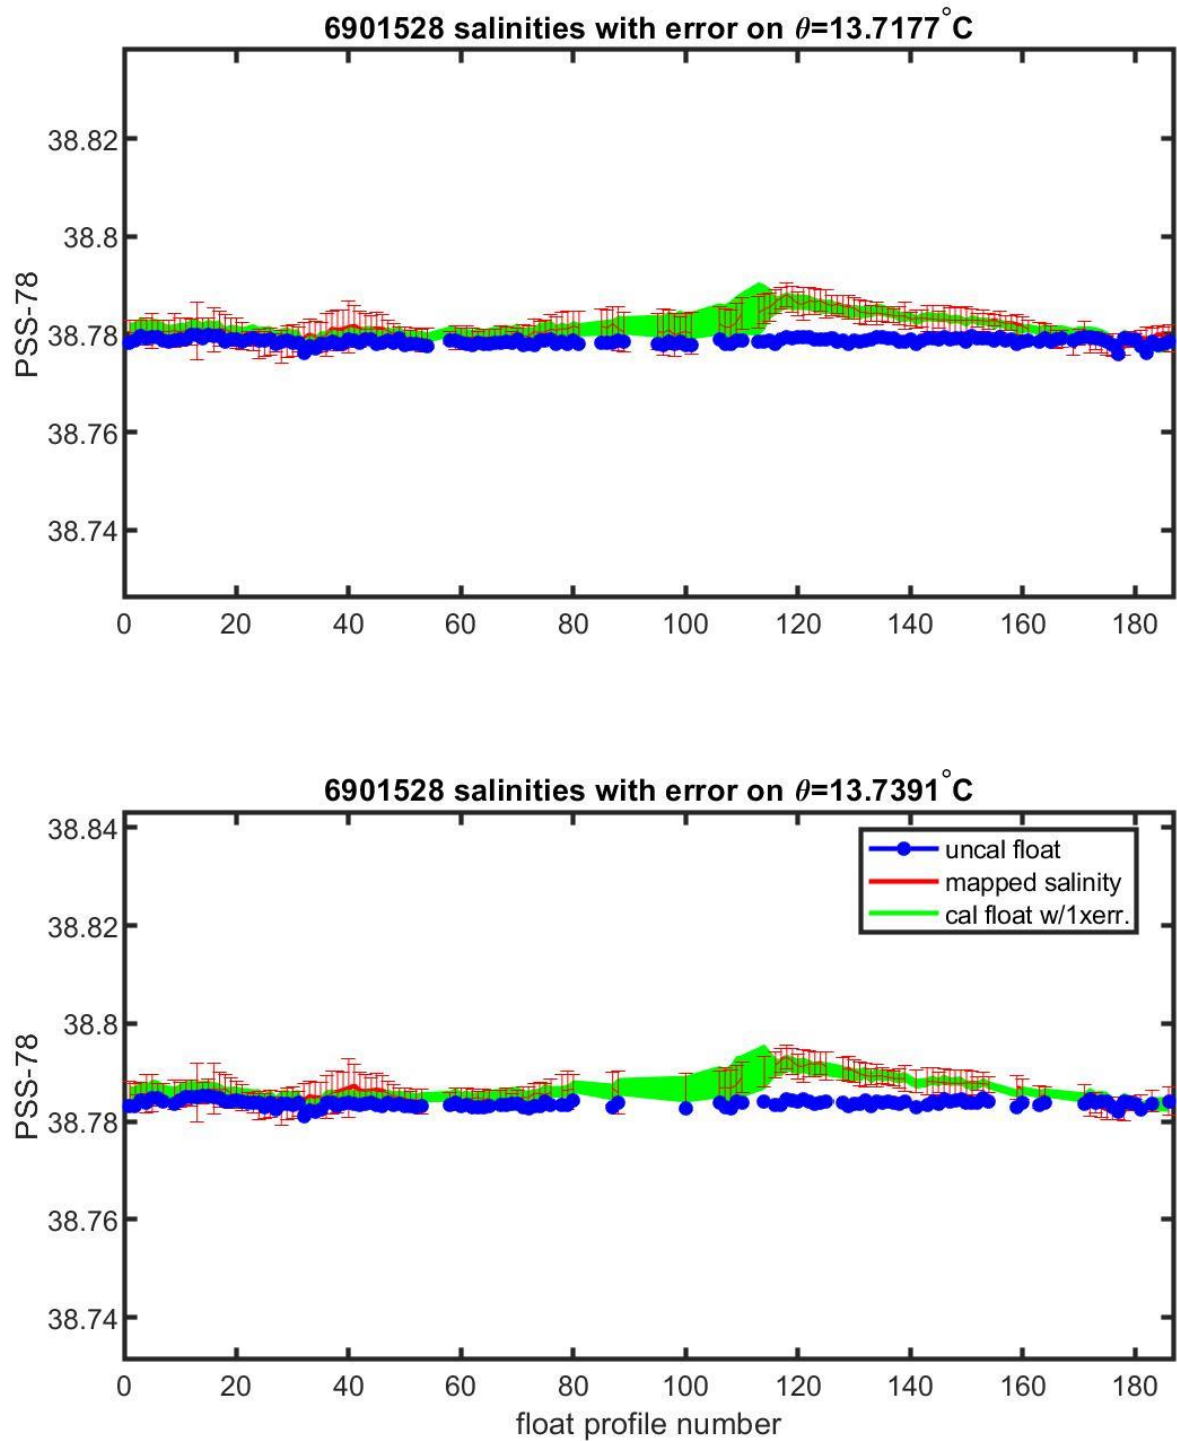 6901528 salinities with error on θ=13.7177°C
38.82
38.8
38.78
38.76
38.74
PSS-78
0 20 40 60 80 100 120 140 160 180
6901528 salinities with error on θ=13.7391°C
38.84
38.82
38.8
38.78
38.76
38.74
PSS-78
uncal float
mapped salinity
cal float w/1xerr.
0 20 40 60 80 100 120 140 160 180
float profile number